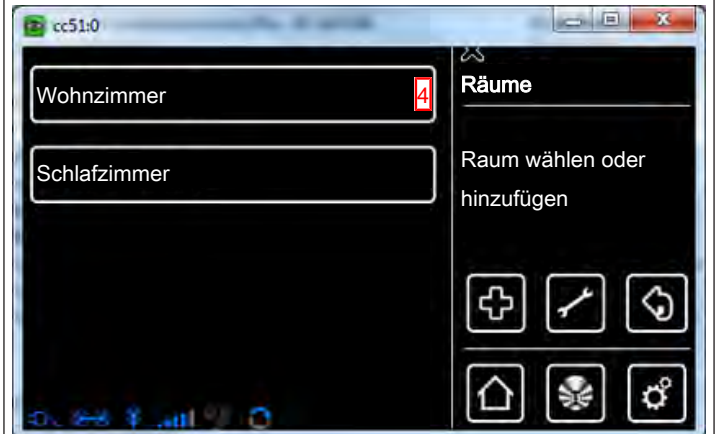 cc51:0
Wohnzimmer 4
Schlafzimmer
Räume
Raum wählen oder
hinzufügen